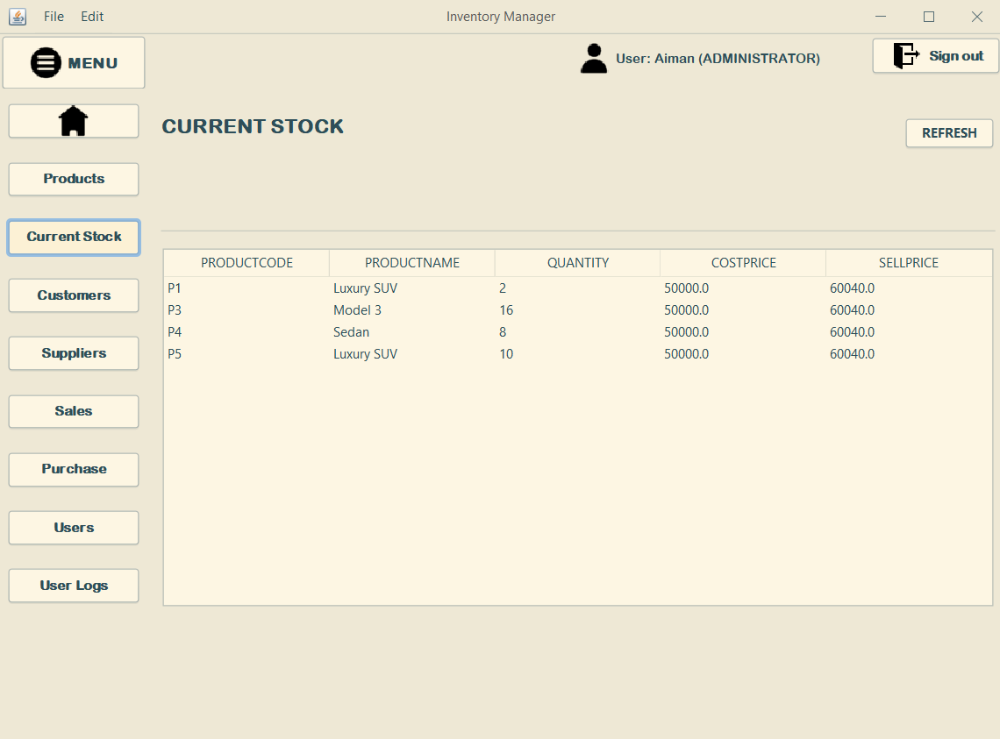 File Edit Inventory Manager
MENU
User: Aiman (ADMINISTRATOR)
Sign out
CURRENT STOCK
REFRESH
Products
Current Stock
Customers
Suppliers
Sales
Purchase
Users
User Logs
PRODUCTCODE PRODUCTNAME QUANTITY COSTPRICE SELLPRICE
P1 Luxury SUV 2 50000.0 60040.0
P3 Model 3 16 50000.0 60040.0
P4 Sedan 8 50000.0 60040.0
P5 Luxury SUV 10 50000.0 60040.0